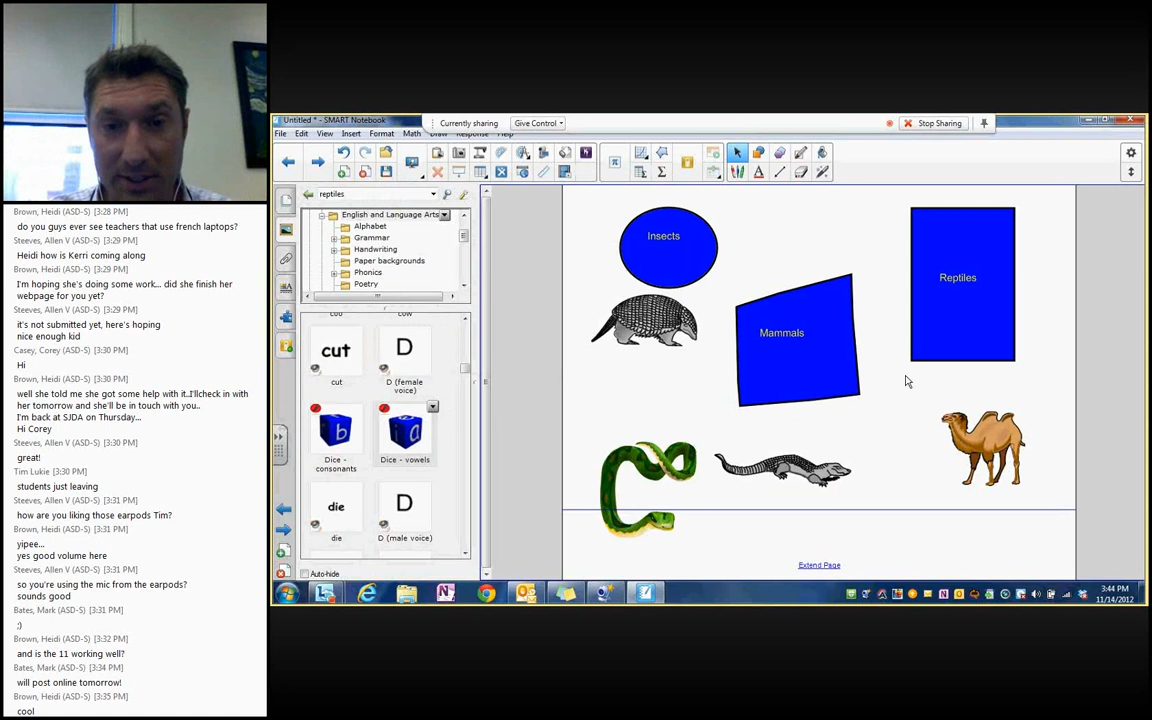 Brown, Heidi (ASD-S) [3:28 PM]
do you guys ever see teachers that use french laptops?
Steeves, Allen V (ASD-S) [3:29 PM]
Heidi how is Kerri coming along
Brown, Heidi (ASD-S) [3:29 PM]
I'm hoping she's doing some work... did she finish her
webpage for you yet?
Steeves, Allen V (ASD-S) [3:30 PM]
it's not submitted yet, here's hoping
nice enough kid
Casey, Corey (ASD-S) [3:30 PM]
Hi
Brown, Heidi (ASD-S) [3:30 PM]
well she told me she got some help with it..I'llcheck in with
her tomorrow and she'll be in touch with you..
I'm back at SJDA on Thursday...
Hi Corey
Steeves, Allen V (ASD-S) [3:30 PM]
great!
Tim Lukie [3:30 PM]
students just leaving
Steeves, Allen V (ASD-S) [3:31 PM]
how are you liking those earpods Tim?
Brown, Heidi (ASD-S) [3:31 PM]
yipee...
yes good volume here
Steeves, Allen V (ASD-S) [3:31 PM]
so you're using the mic from the earpods?
sounds good
Bates, Mark (ASD-S) [3:31 PM]
;)
Brown, Heidi (ASD-S) [3:32 PM]
and is the 11 working well?
Bates, Mark (ASD-S) [3:34 PM]
will post online tomorrow!
Brown, Heidi (ASD-S) [3:35 PM]
cool
Untitled * - SMART Notebook
Currently sharing
Give Control
Stop Sharing
File Edit View Insert Format Math Draw Response Help
reptiles
English and Language Arts
Alphabet
Grammar
Handwriting
Paper backgrounds
Phonics
Poetry
cow
cut
D
cut
D (female
voice)
b
i a
Dice -
consonants
Dice - vowels
die
D
die
D (male voice)
Auto-hide
Insects
Mammals
Reptiles
Extend Page
3:44 PM
11/14/2012